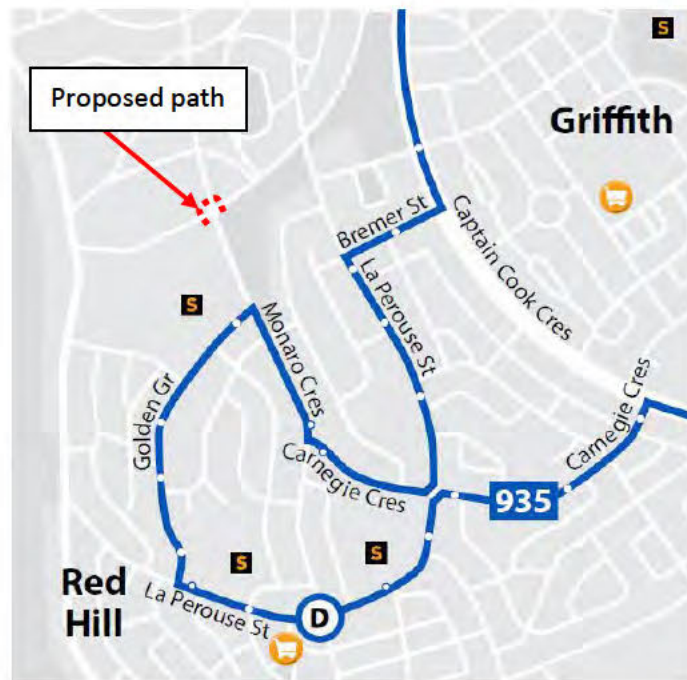 S
Proposed path
Griffith
Bremer St
Captain Cook Cres
La Perouse St
S
Monaro Cres
Golden Gr
Carnegie Cres
Carnegie Cres
935
S
S
Red
Hill
La Perouse St
D